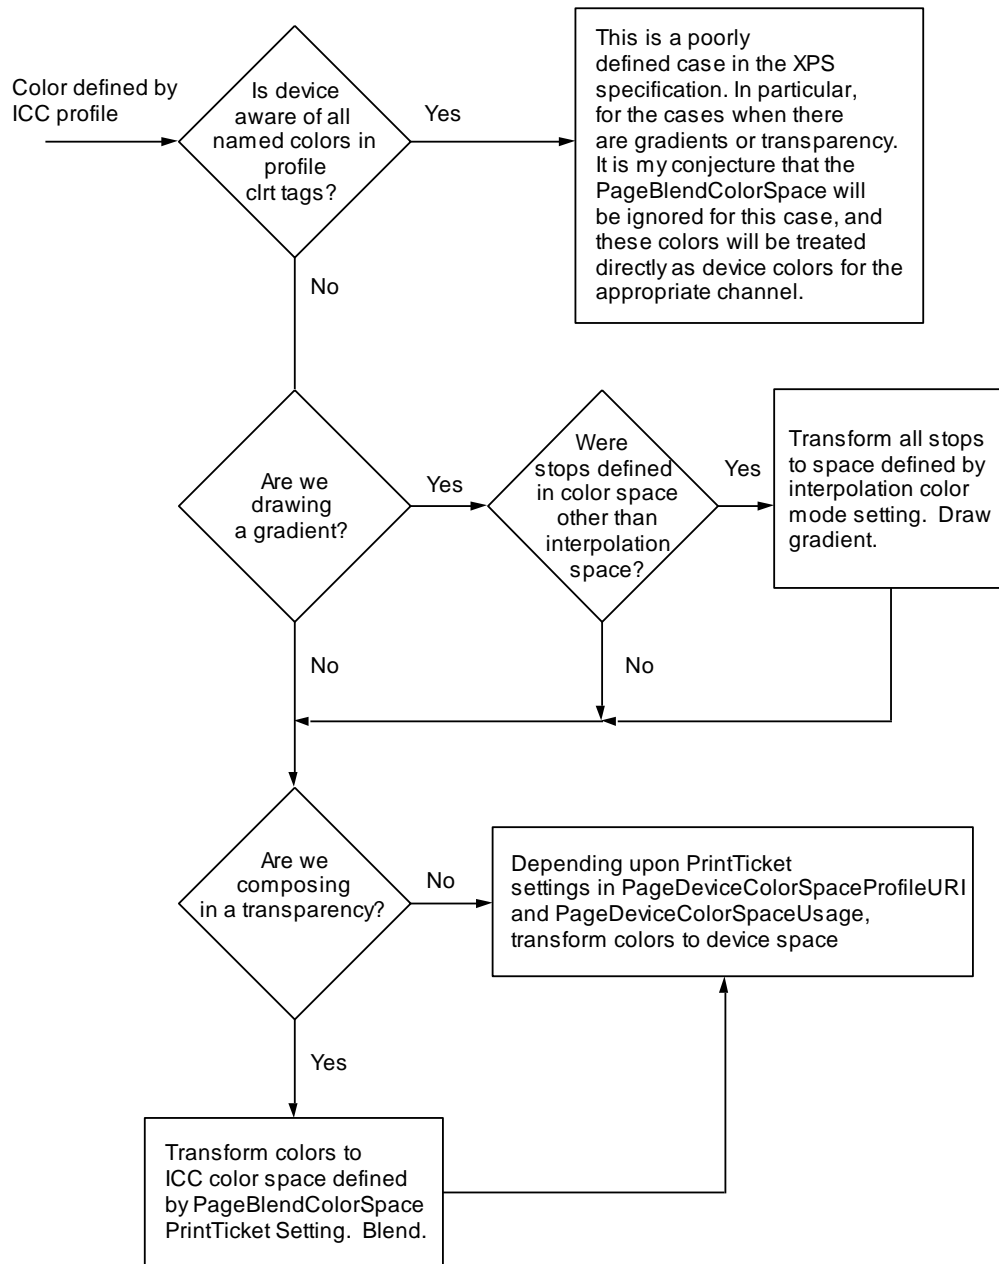 Color defined by
ICC profile
Is device
aware of all
named colors in
profile
clrt tags?
Yes
This is a poorly
defined case in the XPS
specification. In particular,
for the cases when there
are gradients or transparency.
It is my conjecture that the
PageBlendColorSpace will
be ignored for this case, and
these colors will be treated
directly as device colors for the
appropriate channel.
No
Are we
drawing
a gradient?
Yes
Were
stops defined
in color space
other than
interpolation
space?
Yes
Transform all stops
to space defined by
interpolation color
mode setting. Draw
gradient.
No
No
Are we
composing
in a transparency?
No
Depending upon PrintTicket
settings in PageDeviceColorSpaceProfileURI
and PageDeviceColorSpaceUsage,
transform colors to device space
Yes
Transform colors to
ICC color space defined
by PageBlendColorSpace
PrintTicket Setting. Blend.